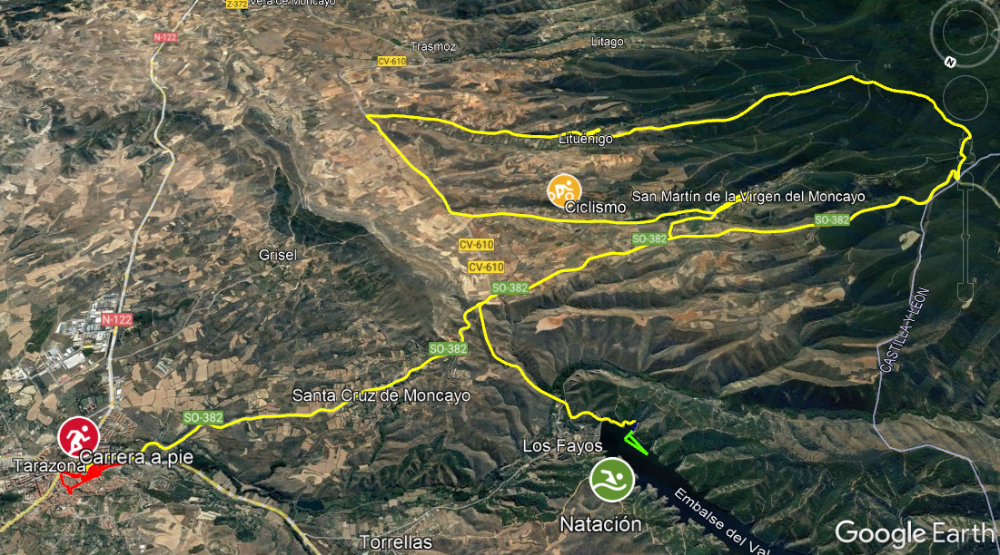 Z-372
Vera de Moncayo
N-122
Trasmoz
Litago
CV-610
N
Lituénigo
San Martín de la Virgen del Moncayo
Ciclismo
SO-382
SO-382
CV-610
Grisel
CV-610
SO-382
N-122
CASTILLA Y LEÓN
SO-382
Santa Cruz de Moncayo
SO-382
Los Fayos
Carrera a pie
Tarazona
Embalse del Val
Natación
Torrellas
Google Earth